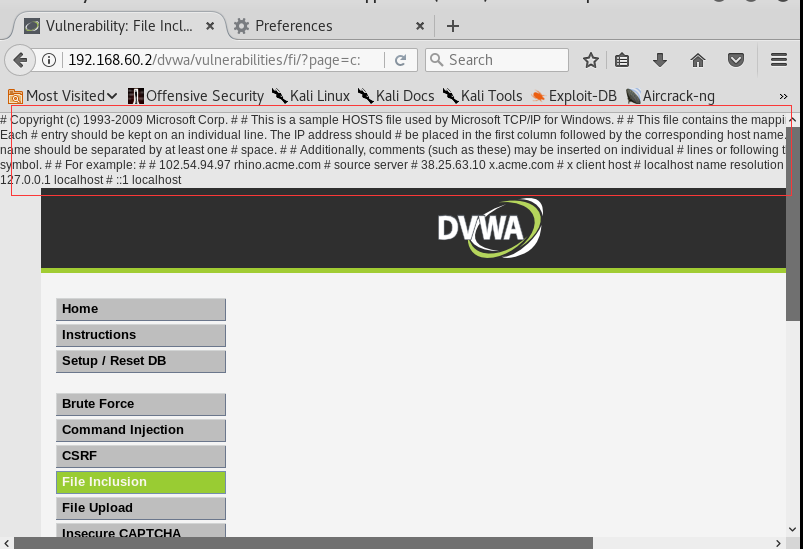 Vulnerability: File Incl...
Preferences
192.168.60.2/dvwa/vulnerabilities/fi/?page=c:
Search
Most Visited
Offensive Security
Kali Linux
Kali Docs
Kali Tools
Exploit-DB
Aircrack-ng
# Copyright (c) 1993-2009 Microsoft Corp. # # This is a sample HOSTS file used by Microsoft TCP/IP for Windows. # # This file contains the mappi
Each # entry should be kept on an individual line. The IP address should # be placed in the first column followed by the corresponding host name.
name should be separated by at least one # space. # # Additionally, comments (such as these) may be inserted on individual # lines or following t
symbol. # # For example: # # 102.54.94.97 rhino.acme.com # source server # 38.25.63.10 x.acme.com # x client host # localhost name resolution
127.0.0.1 localhost # ::1 localhost
DVWA
Home
Instructions
Setup / Reset DB
Brute Force
Command Injection
CSRF
File Inclusion
File Upload
Insecure CAPTCHA